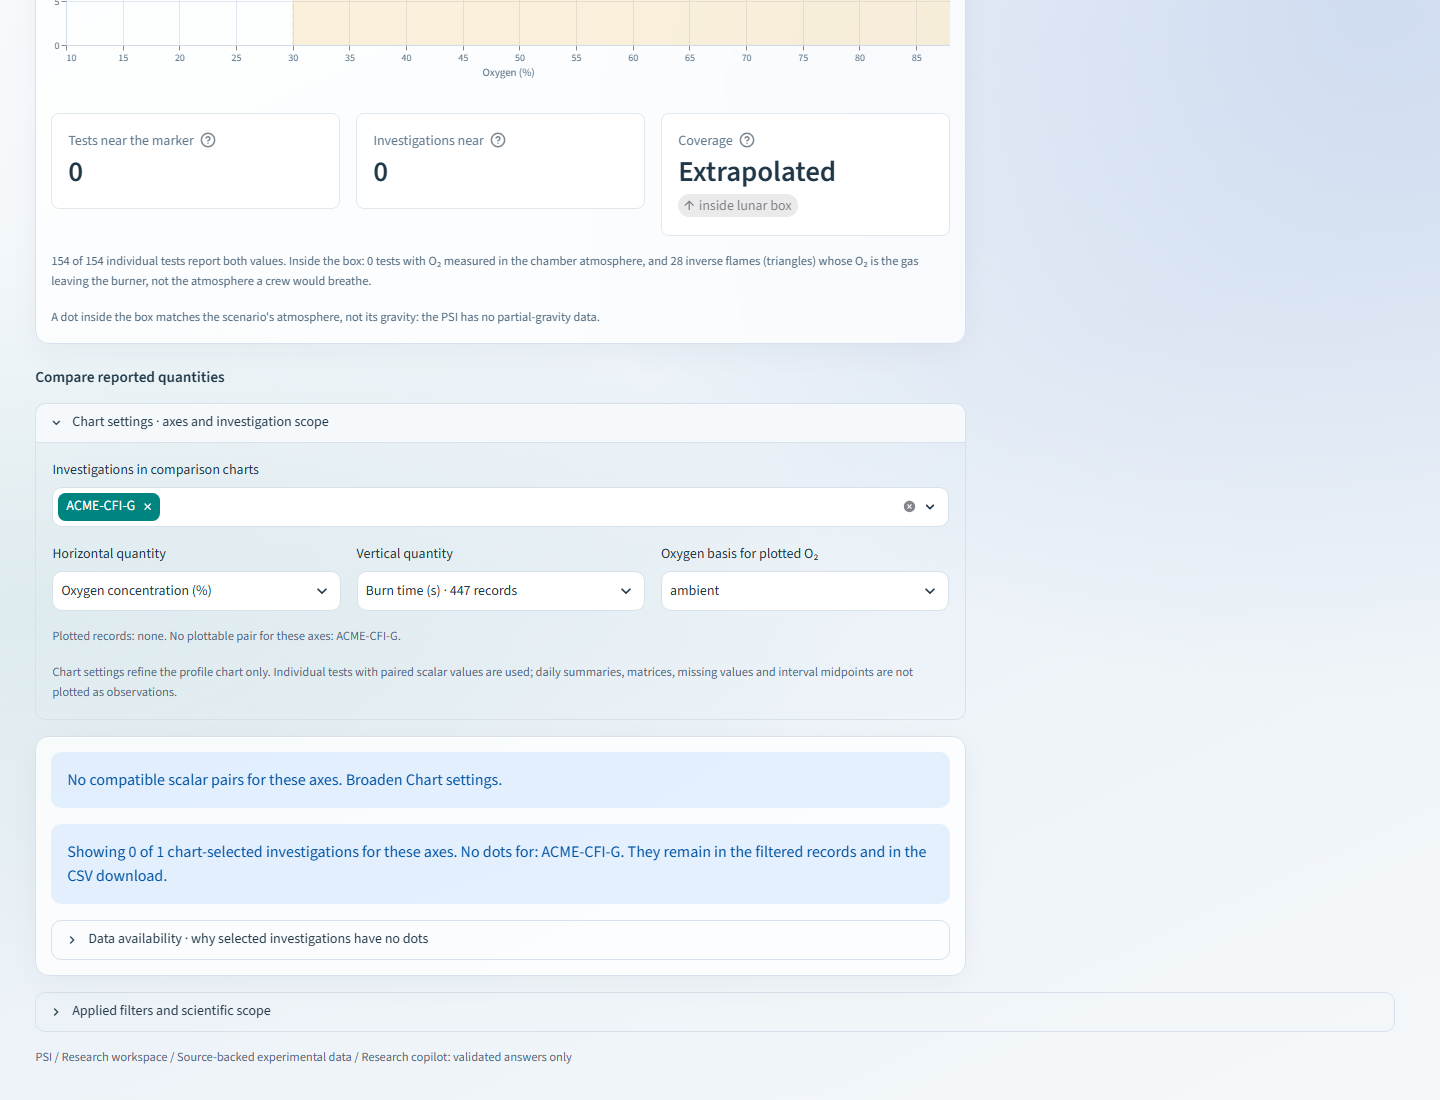 5
0
10 15 20 25 30 35 40 45 50 55 60 65 70 75 80 85
Oxygen (%)
Tests near the marker
0
Investigations near
0
Coverage
Extrapolated
↑ inside lunar box
154 of 154 individual tests report both values. Inside the box: 0 tests with O₂ measured in the chamber atmosphere, and 28 inverse flames (triangles) whose O₂ is the gas
leaving the burner, not the atmosphere a crew would breathe.
A dot inside the box matches the scenario's atmosphere, not its gravity: the PSI has no partial-gravity data.
Compare reported quantities
Chart settings · axes and investigation scope
Investigations in comparison charts
ACME-CFI-G ×
Horizontal quantity
Vertical quantity
Oxygen basis for plotted O₂
Oxygen concentration (%)
Burn time (s) · 447 records
ambient
Plotted records: none. No plottable pair for these axes: ACME-CFI-G.
Chart settings refine the profile chart only. Individual tests with paired scalar values are used; daily summaries, matrices, missing values and interval midpoints are not
plotted as observations.
No compatible scalar pairs for these axes. Broaden Chart settings.
Showing 0 of 1 chart-selected investigations for these axes. No dots for: ACME-CFI-G. They remain in the filtered records and in the
CSV download.
Data availability · why selected investigations have no dots
Applied filters and scientific scope
PSI / Research workspace / Source-backed experimental data / Research copilot: validated answers only